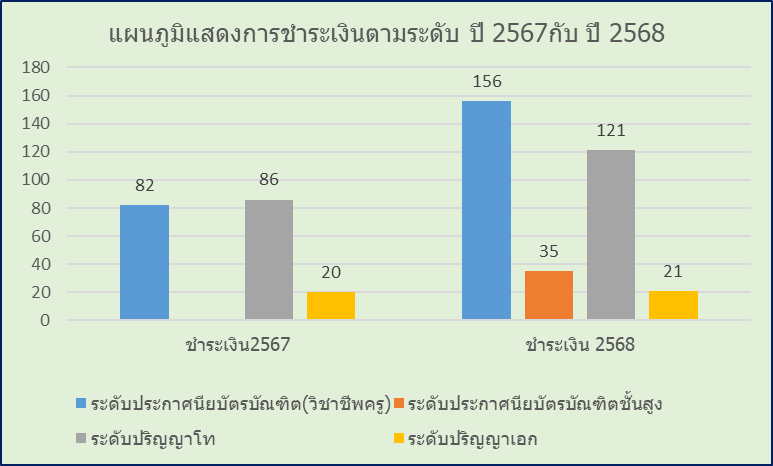 แผนภูมิแสดงการชำระเงินตามระดับ ปี 2567กับ ปี 2568
180
160
140
120
100
80
60
40
20
0
82
86
20
156
35
121
21
ชำระเงิน2567
ชำระเงิน 2568
ระดับประกาศนียบัตรบัณฑิต(วิชาชีพครู)
ระดับประกาศนียบัตรบัณฑิตชั้นสูง
ระดับปริญญาโท
ระดับปริญญาเอก